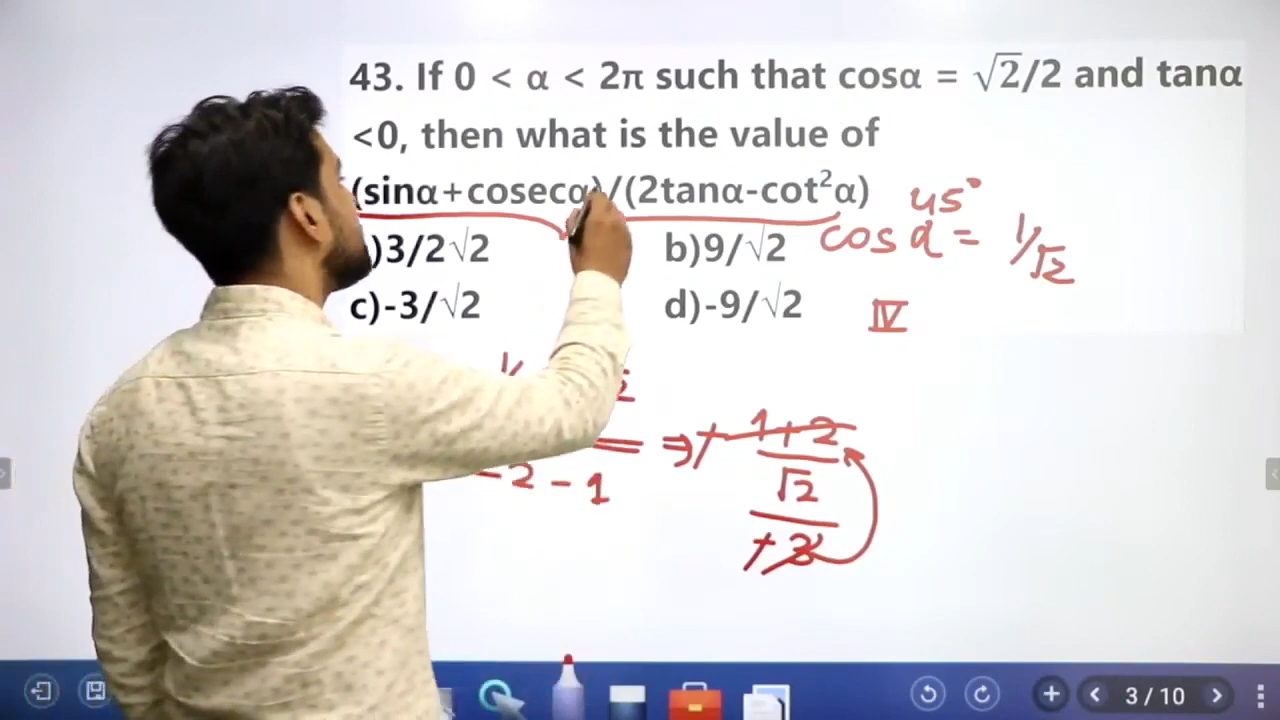 43. If 0 < α < 2π such that cosα = √2/2 and tanα
<0, then what is the value of
(sinα+cosecα)/(2tanα-cot²α)
)3/2√2 b)9/√2
c)-3/√2 d)-9/√2
45°
cos α = 1/√2
IV
-2-1
⇒
1+2
√2
3 / 10